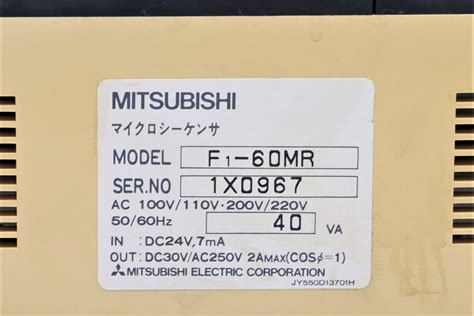 MITSUBISHI
マイクロシーケンサ
MODEL F1-60MR
SER.NO 1X0967
AC 100V/110V·200V/220V
50/60Hz 40 VA
IN : DC24V,7mA
OUT : DC30V/AC250V 2AMAX(COSφ=1)
MITSUBISHI ELECTRIC CORPORATION
JY550D13701H